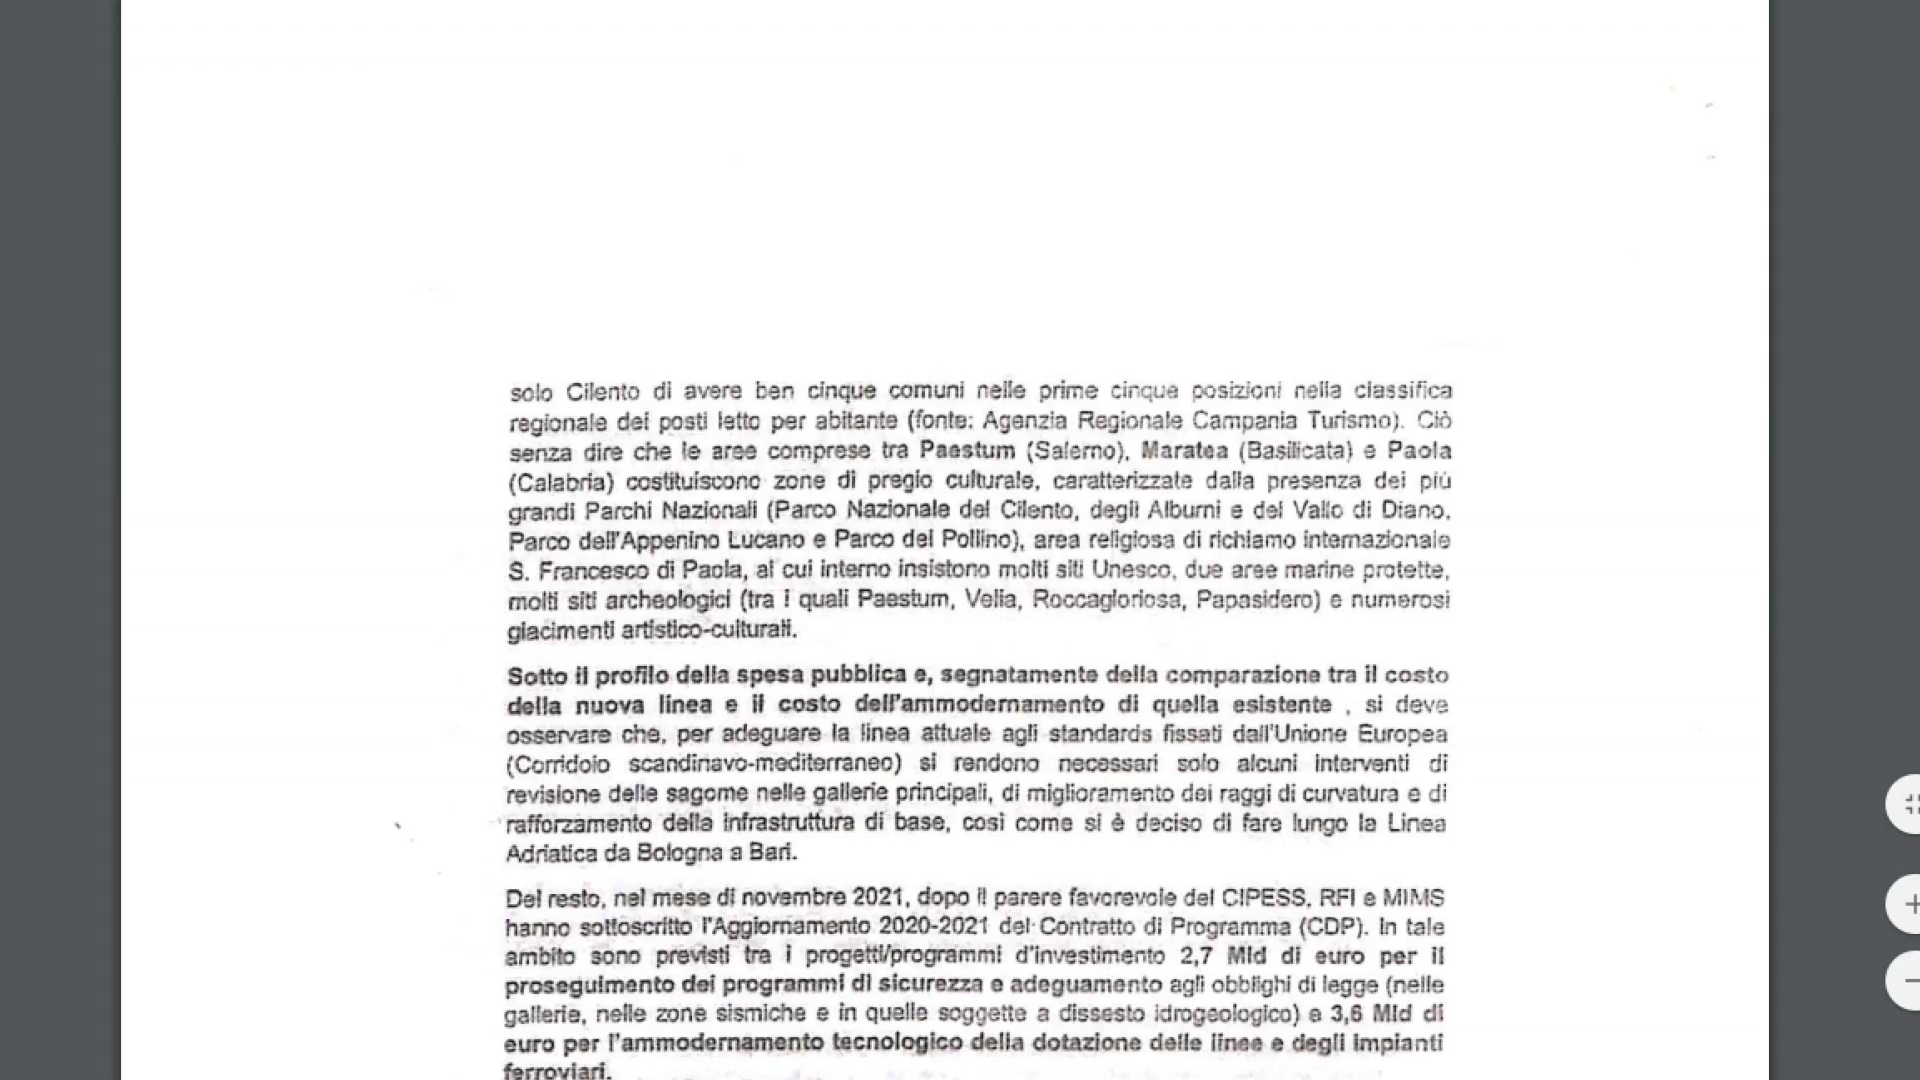 solo Cilento di avere ben cinque comuni nelle prime cinque posizioni nella classifica
regionale dei posti letto per abitante (fonte: Agenzia Regionale Campania Turismo). Ciò
senza dire che le aree comprese tra Paestum (Salerno), Maratea (Basilicata) e Paola
(Calabria) costituiscono zone di pregio culturale, caratterizzate dalla presenza dei più
grandi Parchi Nazionali (Parco Nazionale del Cilento, degli Alburni e del Vallo di Diano,
Parco dell'Appenino Lucano e Parco del Pollino), area religiosa di richiamo internazionale
S. Francesco di Paola, al cui interno insistono molti siti Unesco, due aree marine protette,
molti siti archeologici (tra i quali Paestum, Velia, Roccagloriosa, Papasidero) e numerosi
giacimenti artistico-culturali.
Sotto il profilo della spesa pubblica e, segnatamente della comparazione tra il costo
della nuova linea e il costo dell'ammodernamento di quella esistente , si deve
osservare che, per adeguare la linea attuale agli standards fissati dall'Unione Europea
(Corridoio scandinavo-mediterraneo) si rendono necessari solo alcuni interventi di
revisione delle sagome nelle gallerie principali, di miglioramento dei raggi di curvatura e di
rafforzamento della infrastruttura di base, così come si è deciso di fare lungo la Linea
Adriatica da Bologna a Bari.
Del resto, nel mese di novembre 2021, dopo il parere favorevole del CIPESS, RFI e MIMS
hanno sottoscritto l'Aggiornamento 2020-2021 del Contratto di Programma (CDP). In tale
ambito sono previsti tra i progetti/programmi d'investimento 2,7 Mld di euro per il
proseguimento dei programmi di sicurezza e adeguamento agli obblighi di legge (nelle
gallerie, nelle zone sismiche e in quelle soggette a dissesto idrogeologico) e 3,6 Mld di
euro per l'ammodernamento tecnologico della dotazione delle linee e degli impianti
ferroviari.